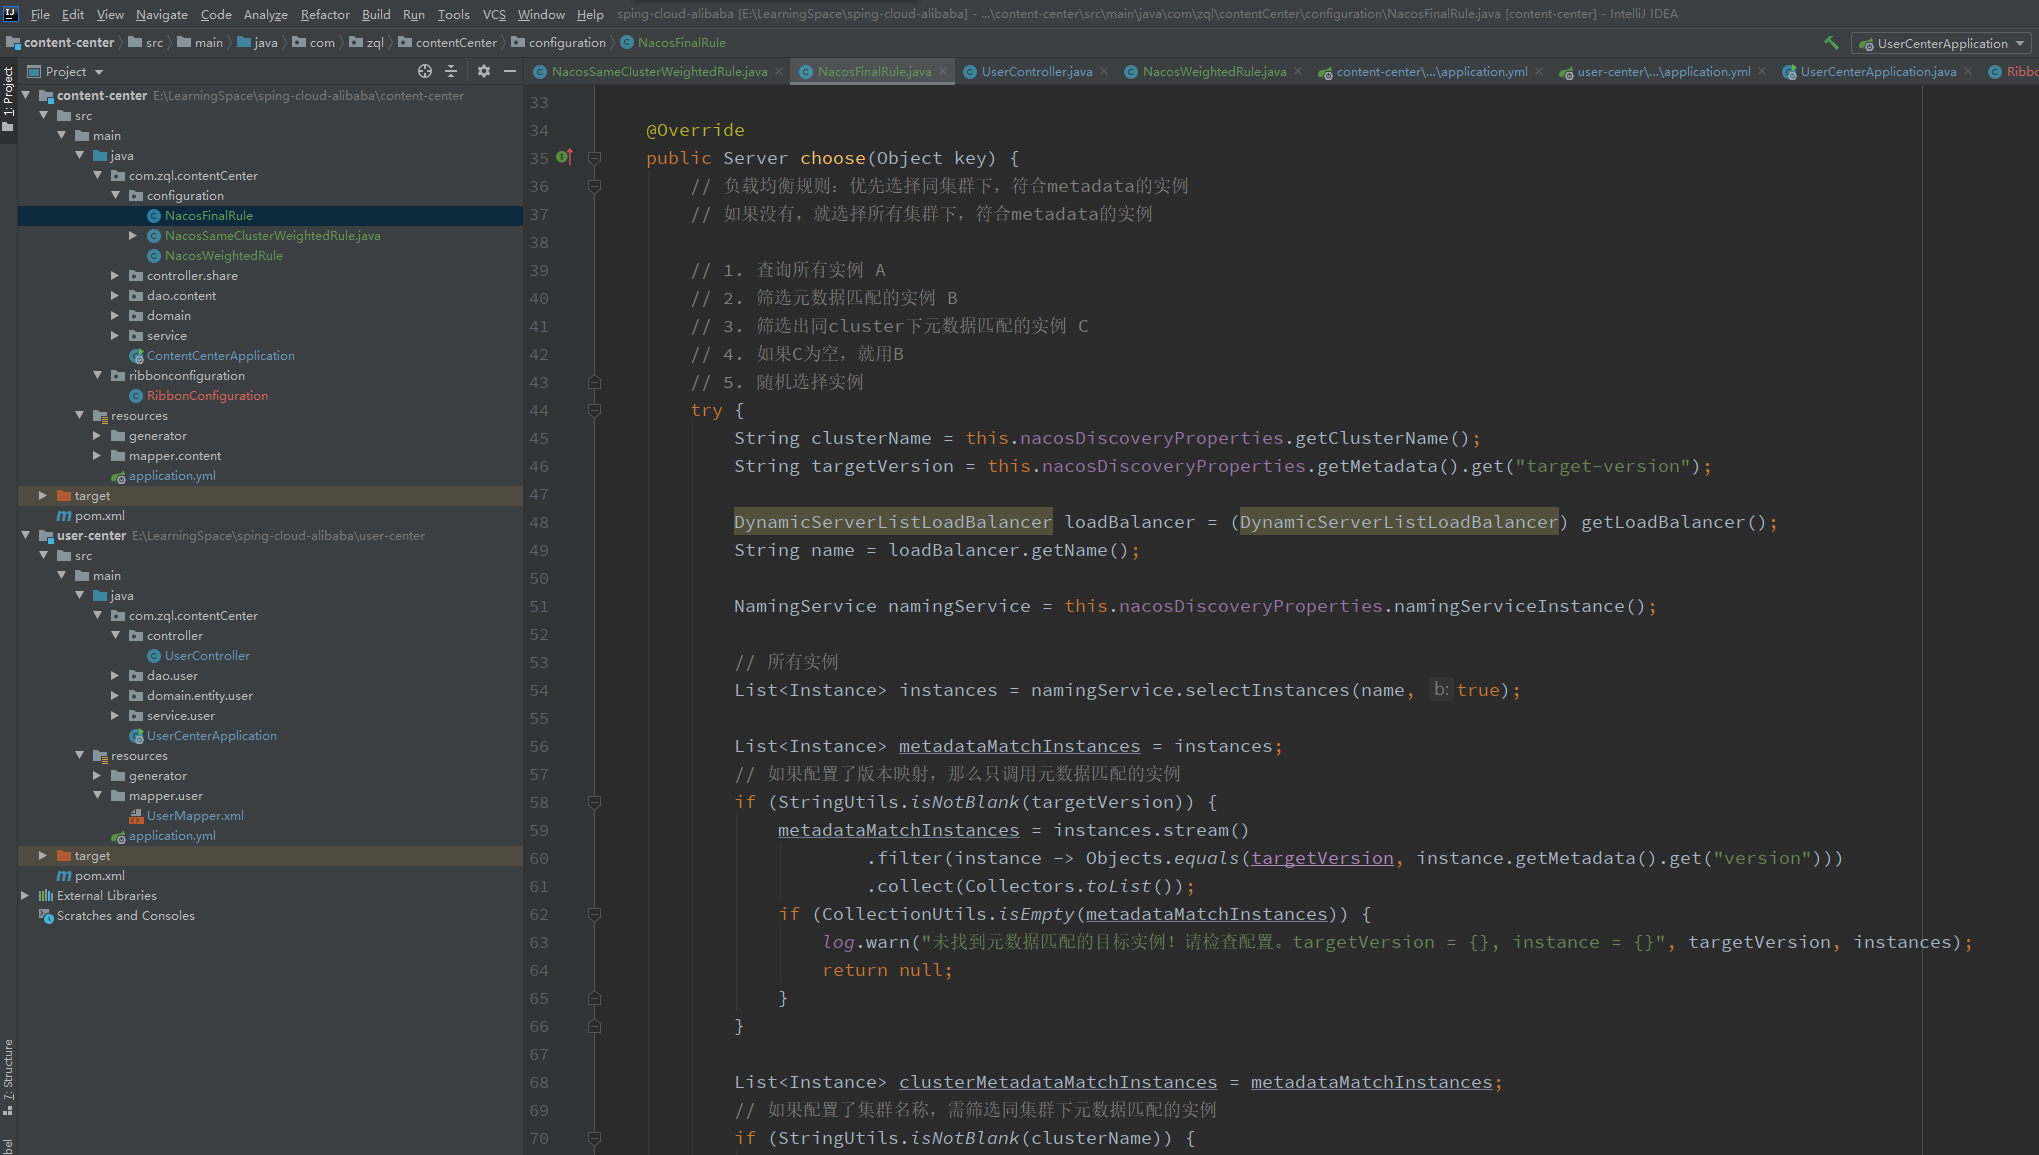 File Edit View Navigate Code Analyze Refactor Build Run Tools VCS Window Help sping-cloud-alibaba [E:\LearningSpace\sping-cloud-alibaba] - ...\content-center\src\main\java\com\zql\contentCenter\configuration\NacosFinalRule.java [content-center] - IntelliJ IDEA
content-center src main java com zql contentCenter configuration NacosFinalRule UserCenterApplication
Project NacosSameClusterWeightedRule.java NacosFinalRule.java UserController.java NacosWeightedRule.java content-center\...\application.yml user-center\...\application.yml UserCenterApplication.java Ribbo
1: Project
content-center E:\LearningSpace\sping-cloud-alibaba\content-center
src
main
java
com.zql.contentCenter
configuration
NacosFinalRule
NacosSameClusterWeightedRule.java
NacosWeightedRule
controller.share
dao.content
domain
service
ContentCenterApplication
ribbonconfiguration
RibbonConfiguration
resources
generator
mapper.content
application.yml
target
pom.xml
user-center E:\LearningSpace\sping-cloud-alibaba\user-center
src
main
java
com.zql.contentCenter
controller
UserController
dao.user
domain.entity.user
service.user
UserCenterApplication
resources
generator
mapper.user
UserMapper.xml
application.yml
target
pom.xml
External Libraries
Scratches and Consoles
7: Structure
33
34 @Override
35 public Server choose(Object key) {
36 // 负载均衡规则: 优先选择同集群下, 符合metadata的实例
37 // 如果没有, 就选择所有集群下, 符合metadata的实例
38
39 // 1. 查询所有实例 A
40 // 2. 筛选元数据匹配的实例 B
41 // 3. 筛选出同cluster下元数据匹配的实例 C
42 // 4. 如果C为空, 就用B
43 // 5. 随机选择实例
44 try {
45 String clusterName = this.nacosDiscoveryProperties.getClusterName();
46 String targetVersion = this.nacosDiscoveryProperties.getMetadata().get("target-version");
47
48 DynamicServerListLoadBalancer loadBalancer = (DynamicServerListLoadBalancer) getLoadBalancer();
49 String name = loadBalancer.getName();
50
51 NamingService namingService = this.nacosDiscoveryProperties.namingServiceInstance();
52
53 // 所有实例
54 List<Instance> instances = namingService.selectInstances(name, b: true);
55
56 List<Instance> metadataMatchInstances = instances;
57 // 如果配置了版本映射, 那么只调用元数据匹配的实例
58 if (StringUtils.isNotBlank(targetVersion)) {
59 metadataMatchInstances = instances.stream()
60 .filter(instance -> Objects.equals(targetVersion, instance.getMetadata().get("version")))
61 .collect(Collectors.toList());
62 if (CollectionUtils.isEmpty(metadataMatchInstances)) {
63 log.warn("未找到元数据匹配的目标实例! 请检查配置。targetVersion = {}, instance = {}", targetVersion, instances);
64 return null;
65 }
66 }
67
68 List<Instance> clusterMetadataMatchInstances = metadataMatchInstances;
69 // 如果配置了集群名称, 需筛选同集群下元数据匹配的实例
70 if (StringUtils.isNotBlank(clusterName)) {